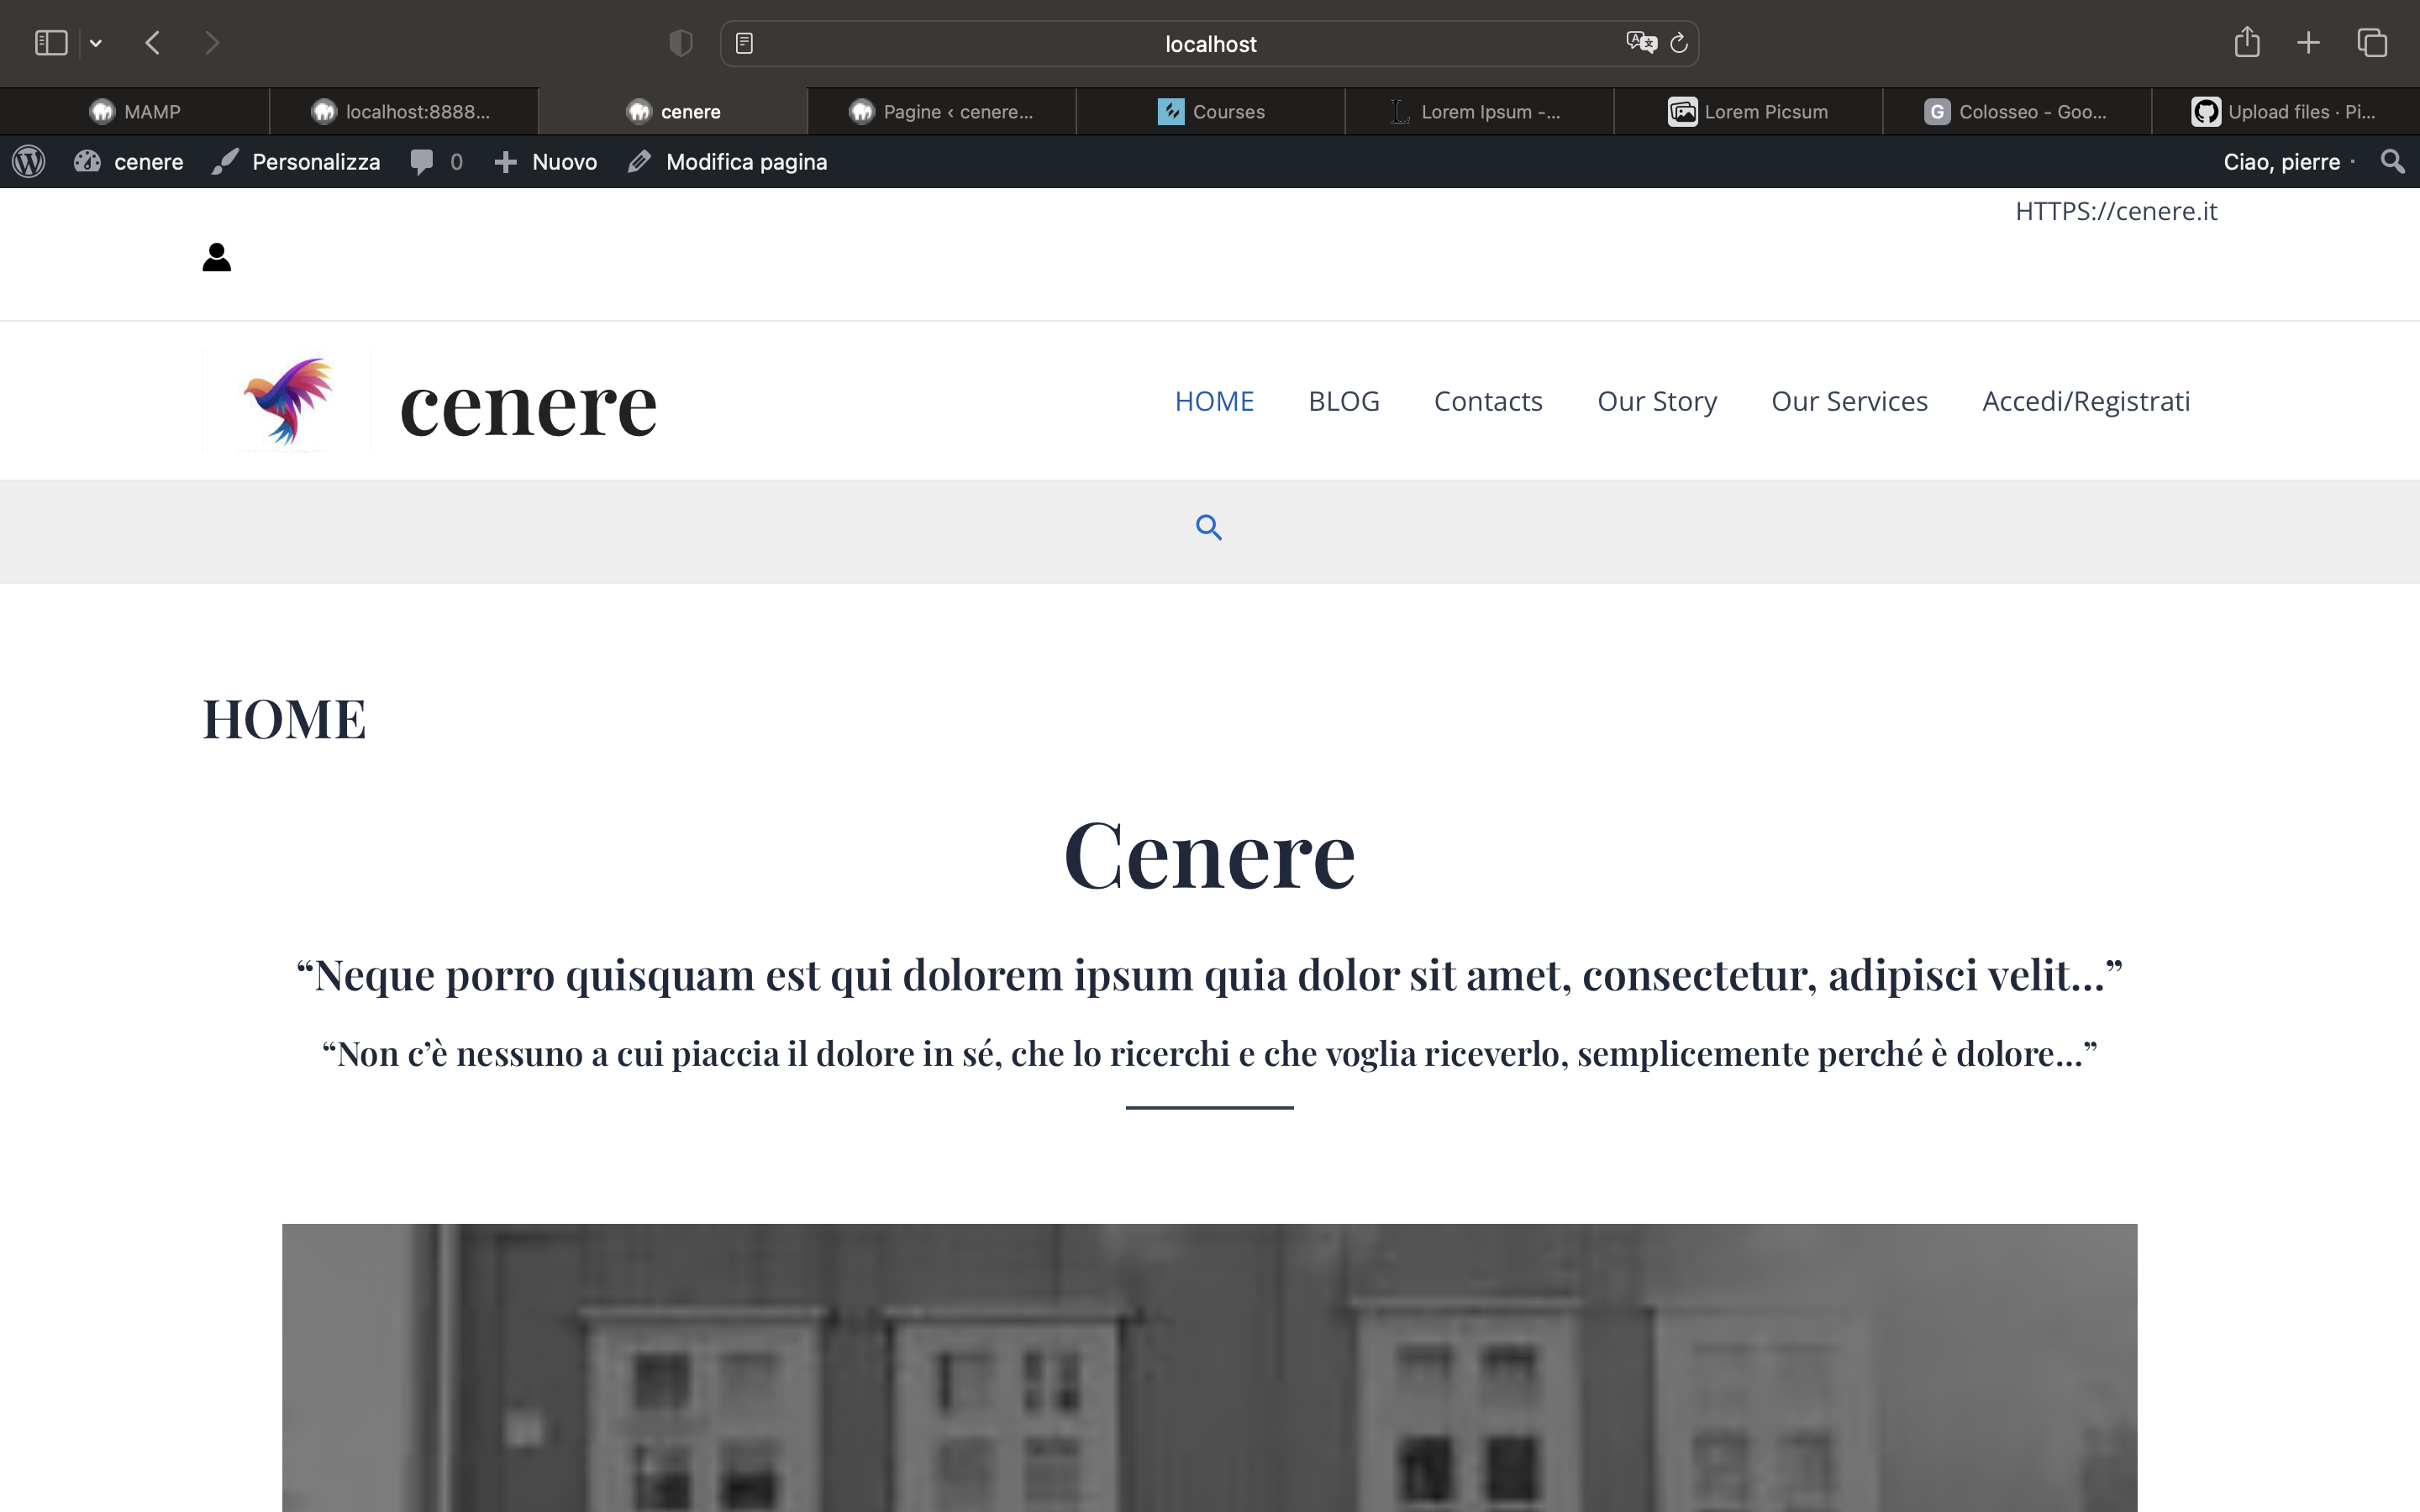 localhost
MAMP
localhost:8888...
cenere
Pagine ‹ cenere...
Courses
Lorem Ipsum -...
Lorem Picsum
G Colosseo - Goo...
Upload files · Pi...
cenere
Personalizza
0
Nuovo
Modifica pagina
Ciao, pierre
HTTPS://cenere.it
cenere
HOME
BLOG
Contacts
Our Story
Our Services
Accedi/Registrati
HOME
Cenere
“Neque porro quisquam est qui dolorem ipsum quia dolor sit amet, consectetur, adipisci velit…”
“Non c’è nessuno a cui piaccia il dolore in sé, che lo ricerchi e che voglia riceverlo, semplicemente perché è dolore…”